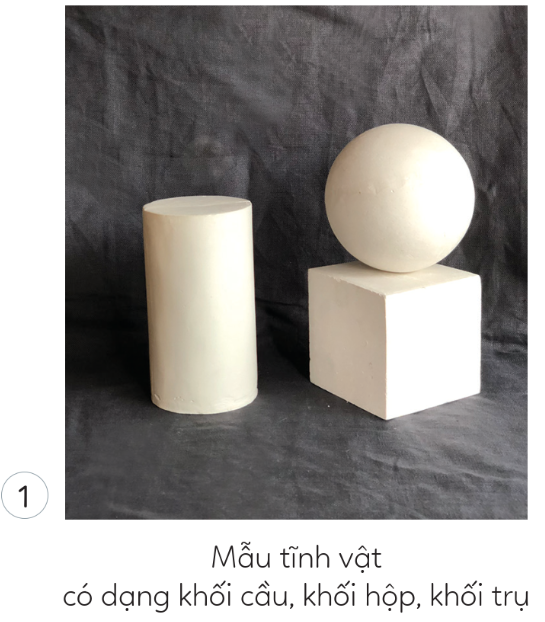 1
Mẫu tĩnh vật
có dạng khối cầu, khối hộp, khối trụ